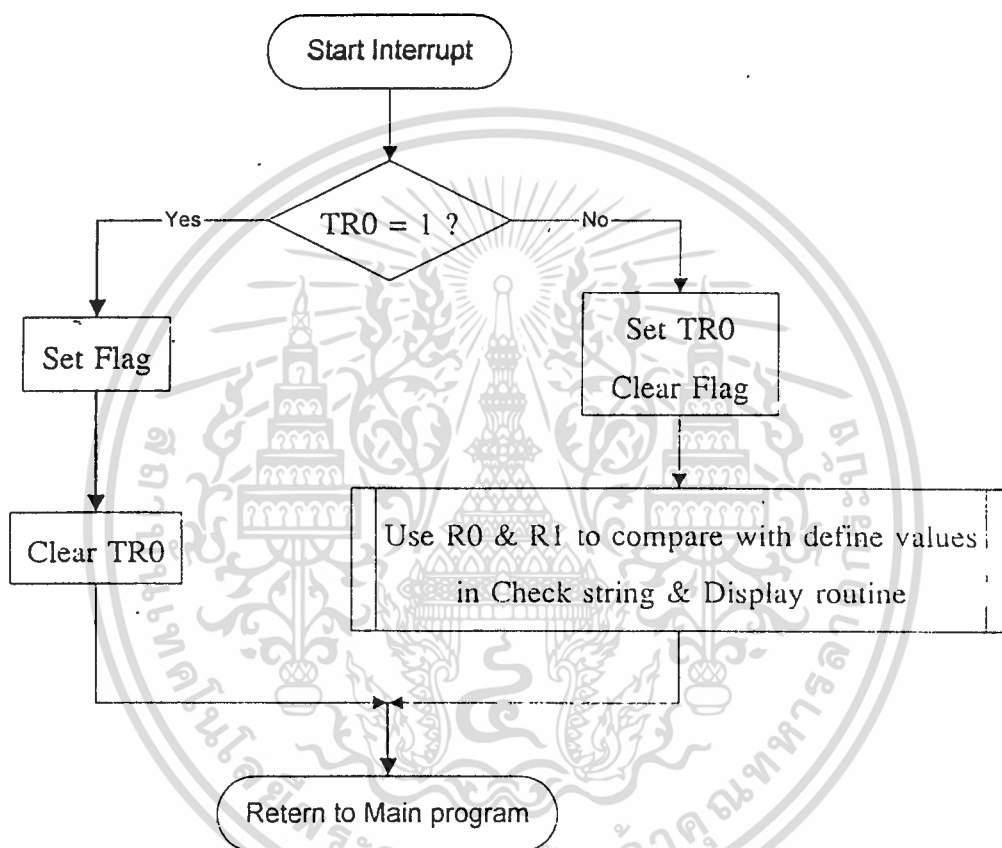 Start Interrupt
TR0 = 1 ?
Yes
No
Set Flag
Set TR0
Clear Flag
Clear TR0
Use R0 & R1 to compare with define values
in Check string & Display routine
Retern to Main program